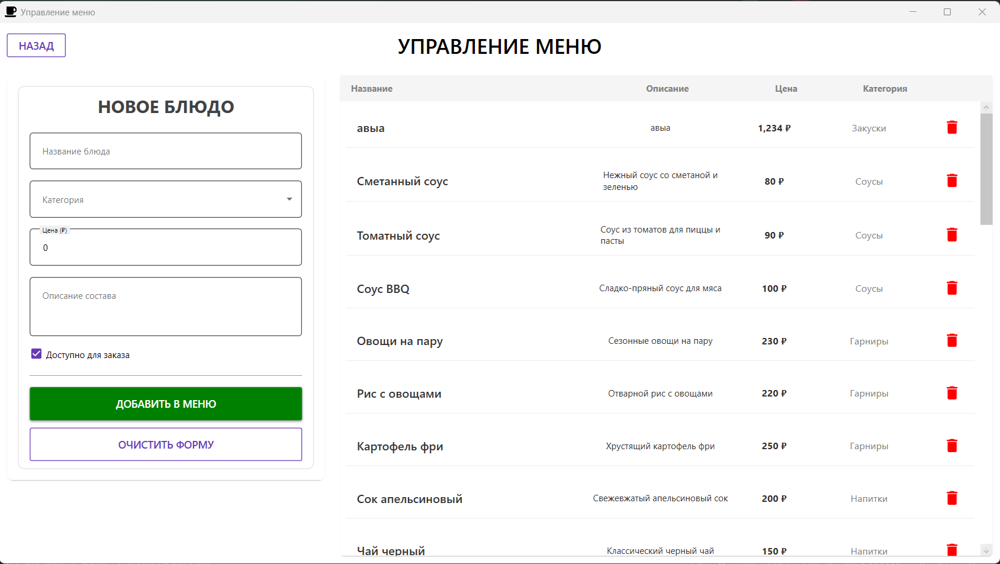 Управление меню
НАЗАД
УПРАВЛЕНИЕ МЕНЮ
НОВОЕ БЛЮДО
Название блюда
Категория
Цена (₽)
0
Описание состава
Доступно для заказа
ДОБАВИТЬ В МЕНЮ
ОЧИСТИТЬ ФОРМУ
Название Описание Цена Категория
авыа авыа 1,234 ₽ Закуски
Сметанный соус Нежный соус со сметаной и
зеленью 80 ₽ Соусы
Томатный соус Соус из томатов для пиццы и
пасты 90 ₽ Соусы
Соус BBQ Сладко-пряный соус для мяса 100 ₽ Соусы
Овощи на пару Сезонные овощи на пару 230 ₽ Гарниры
Рис с овощами Отварной рис с овощами 220 ₽ Гарниры
Картофель фри Хрустящий картофель фри 250 ₽ Гарниры
Сок апельсиновый Свежевжатый апельсиновый сок 200 ₽ Напитки
Чай черный Классический черный чай 150 ₽ Напитки